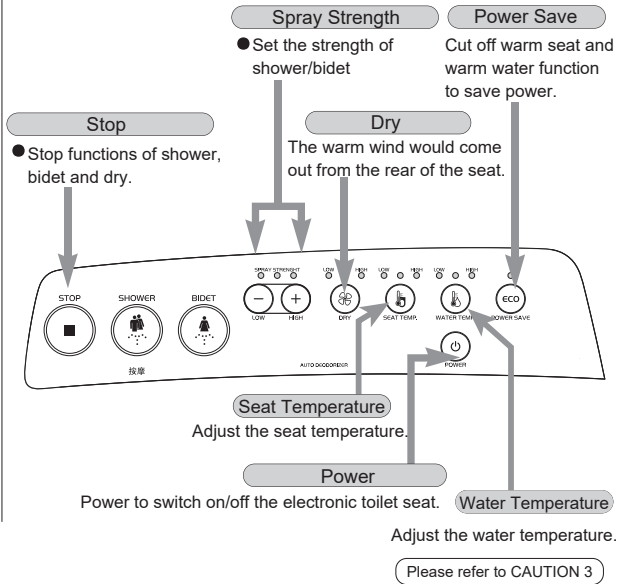 Spray Strength
● Set the strength of
shower/bidet
Power Save
Cut off warm seat and
warm water function
to save power.
Stop
● Stop functions of shower,
bidet and dry.
Dry
The warm wind would come
out from the rear of the seat.
SPRAY STRENGHT
LOW HIGH LOW HIGH LOW HIGH
STOP SHOWER BIDET
LOW HIGH DRY SEAT TEMP. WATER TEMP. POWER SAVE
ECO
按摩
AUTO DEODORIZER
POWER
Seat Temperature
Adjust the seat temperature.
Power
Power to switch on/off the electronic toilet seat.
Water Temperature
Adjust the water temperature.
Please refer to CAUTION 3